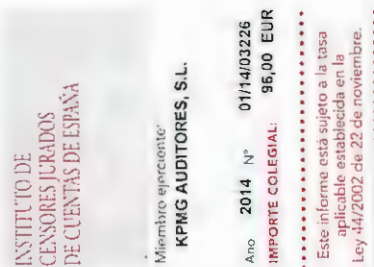 INSTITUTO DE
CENSORES JURADOS
DE CUENTAS DE ESPAÑA
Miembro ejerciente:
KPMG AUDITORES, S.L.
Ano 2014 Nº 01/14/03226
IMPORTE COLEGIAL: 96,00 EUR
Este informe está sujeto a la tasa
aplicable establecida en la
Ley 44/2002 de 22 de noviembre.